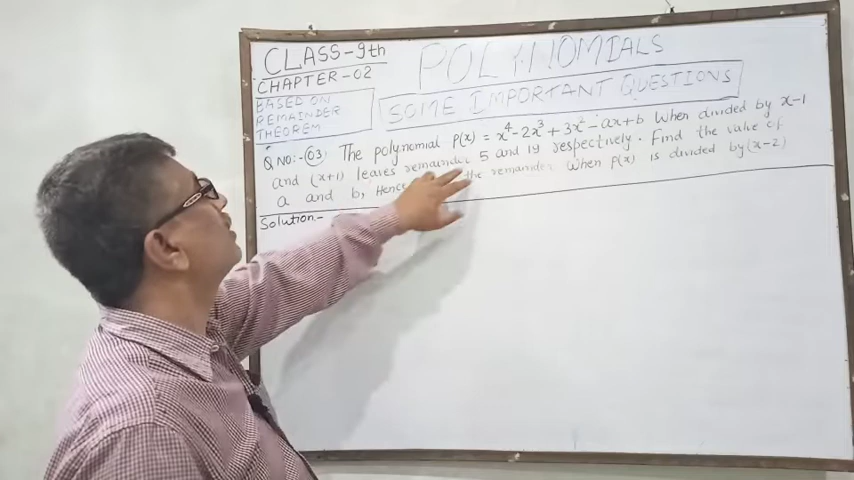 CLASS-9th
CHAPTER-02
POLYNOMIALS
BASED ON
REMAINDER
THEOREM
SOME IMPORTANT QUESTIONS
Q NO:-(03) The polynomial P(x) = x⁴-2x³+3x²-ax+b When divided by x-1
and (x+1) leaves remainder 5 and 19 respectively. Find the value of
a and b, Hence the remainder when p(x) is divided by (x-2)
Solution:-